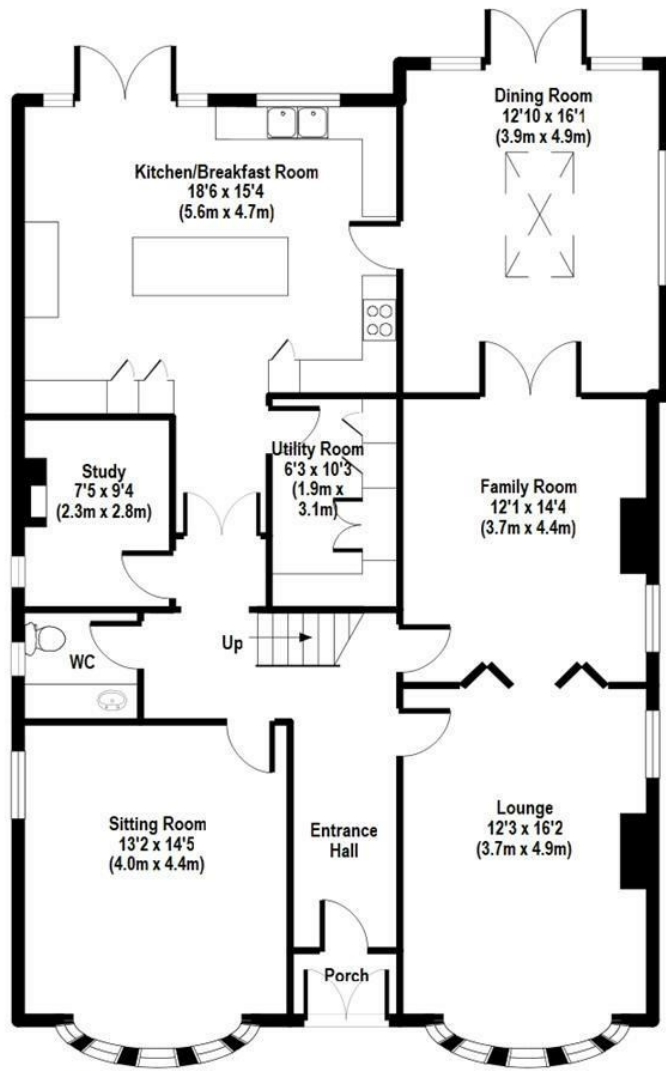 Dining Room
12'10 x 16'1
(3.9m x 4.9m)
Kitchen/Breakfast Room
18'6 x 15'4
(5.6m x 4.7m)
Utility Room
6'3 x 10'3
(1.9m x
3.1m)
Study
7'5 x 9'4
(2.3m x 2.8m)
Family Room
12'1 x 14'4
(3.7m x 4.4m)
Up
WC
Sitting Room
13'2 x 14'5
(4.0m x 4.4m)
Entrance
Hall
Lounge
12'3 x 16'2
(3.7m x 4.9m)
Porch